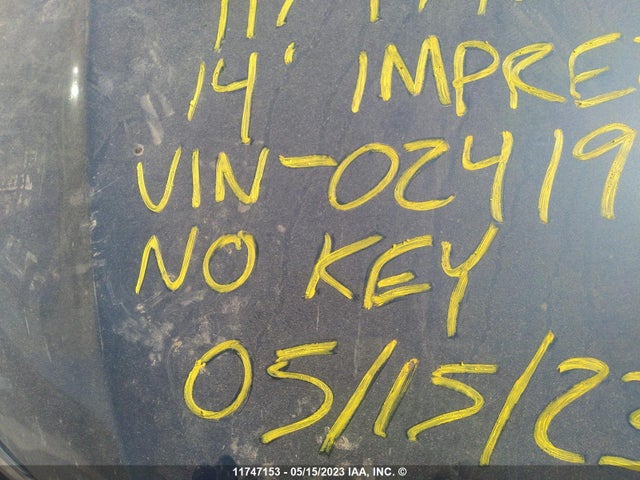 14' IMPRE
VIN-02419
NO KEY
05/15/23
11747153 - 05/15/2023 IAA, INC. ©